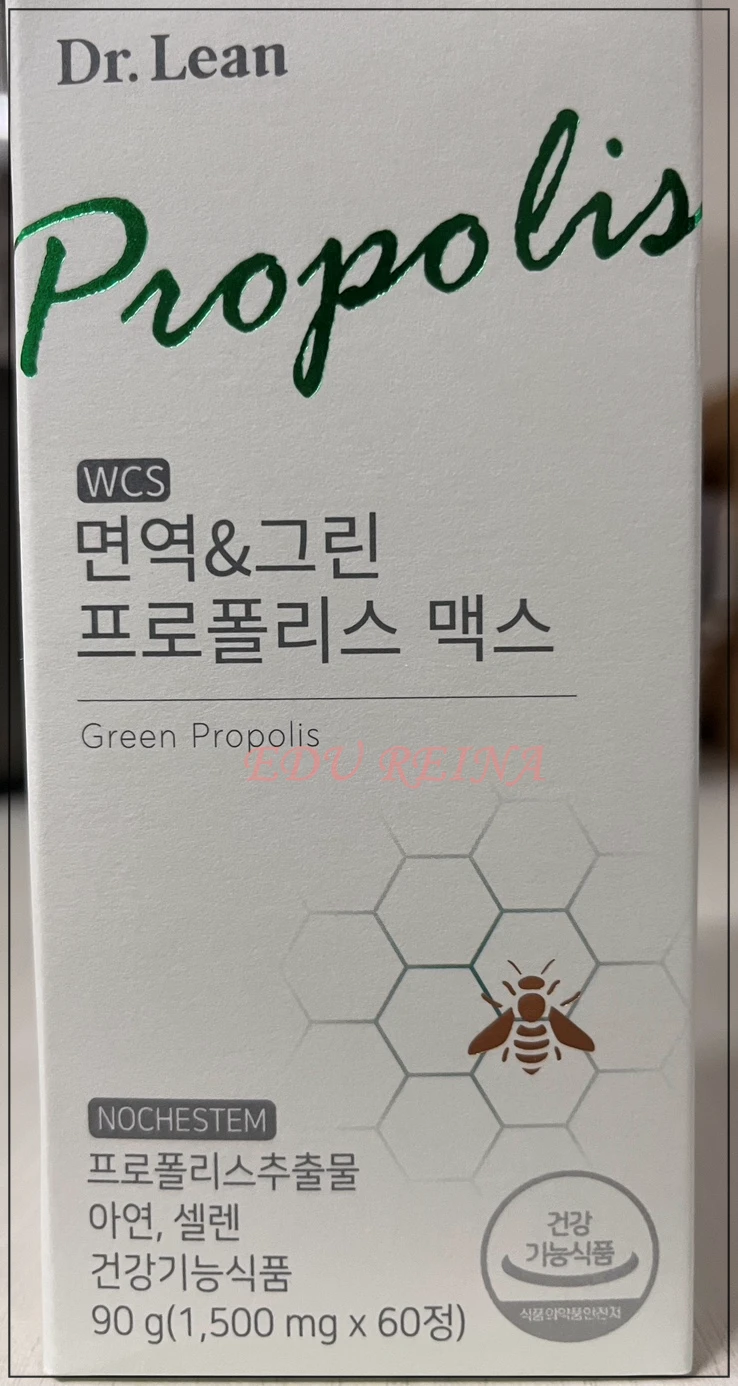 Dr. Lean
Propolis
WCS
면역&그린
프로폴리스 맥스
Green Propolis
EDU REINA
NOCHESTEM
프로폴리스추출물
아연, 셀렌
건강기능식품
90 g(1,500 mg x 60정)
건강
기능식품
식품의약품안전처